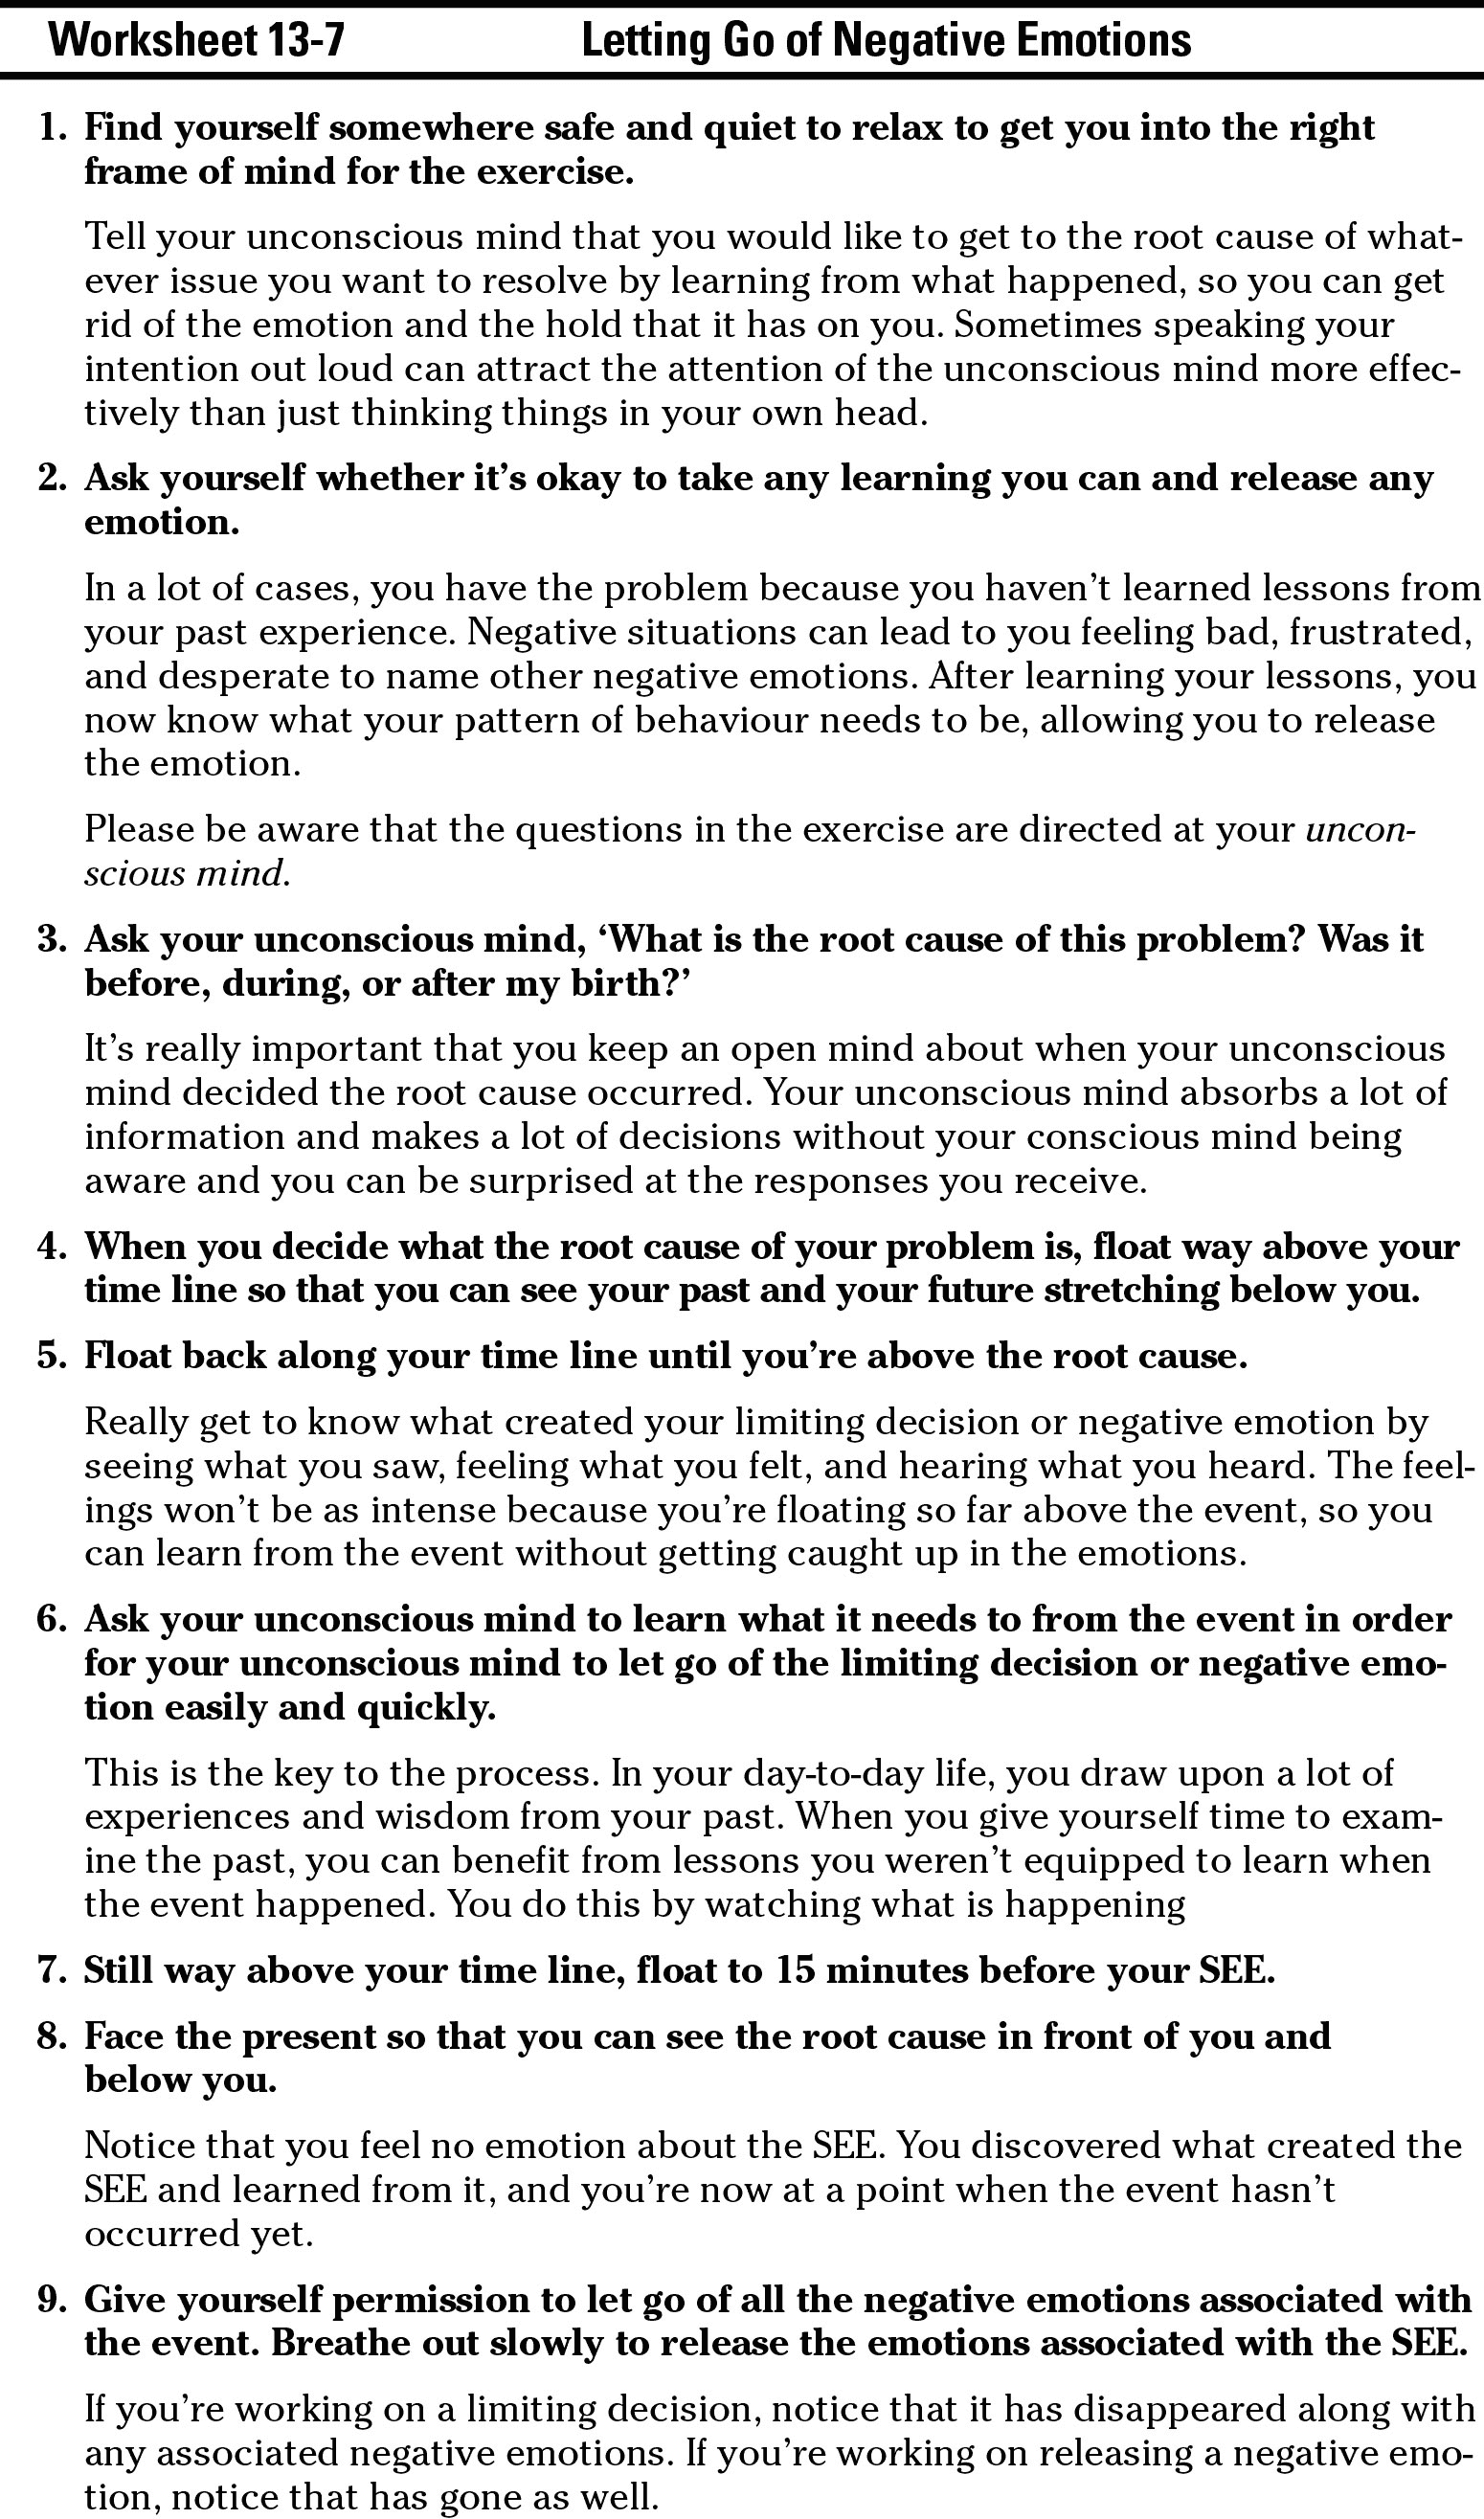 Worksheet 13-7 Letting Go of Negative Emotions
1. Find yourself somewhere safe and quiet to relax to get you into the right
frame of mind for the exercise.
Tell your unconscious mind that you would like to get to the root cause of what-
ever issue you want to resolve by learning from what happened, so you can get
rid of the emotion and the hold that it has on you. Sometimes speaking your
intention out loud can attract the attention of the unconscious mind more effec-
tively than just thinking things in your own head.
2. Ask yourself whether it’s okay to take any learning you can and release any
emotion.
In a lot of cases, you have the problem because you haven’t learned lessons from
your past experience. Negative situations can lead to you feeling bad, frustrated,
and desperate to name other negative emotions. After learning your lessons, you
now know what your pattern of behaviour needs to be, allowing you to release
the emotion.
Please be aware that the questions in the exercise are directed at your uncon-
scious mind.
3. Ask your unconscious mind, ‘What is the root cause of this problem? Was it
before, during, or after my birth?’
It’s really important that you keep an open mind about when your unconscious
mind decided the root cause occurred. Your unconscious mind absorbs a lot of
information and makes a lot of decisions without your conscious mind being
aware and you can be surprised at the responses you receive.
4. When you decide what the root cause of your problem is, float way above your
time line so that you can see your past and your future stretching below you.
5. Float back along your time line until you’re above the root cause.
Really get to know what created your limiting decision or negative emotion by
seeing what you saw, feeling what you felt, and hearing what you heard. The feel-
ings won’t be as intense because you’re floating so far above the event, so you
can learn from the event without getting caught up in the emotions.
6. Ask your unconscious mind to learn what it needs to from the event in order
for your unconscious mind to let go of the limiting decision or negative emo-
tion easily and quickly.
This is the key to the process. In your day-to-day life, you draw upon a lot of
experiences and wisdom from your past. When you give yourself time to exam-
ine the past, you can benefit from lessons you weren’t equipped to learn when
the event happened. You do this by watching what is happening
7. Still way above your time line, float to 15 minutes before your SEE.
8. Face the present so that you can see the root cause in front of you and
below you.
Notice that you feel no emotion about the SEE. You discovered what created the
SEE and learned from it, and you’re now at a point when the event hasn’t
occurred yet.
9. Give yourself permission to let go of all the negative emotions associated with
the event. Breathe out slowly to release the emotions associated with the SEE.
If you’re working on a limiting decision, notice that it has disappeared along with
any associated negative emotions. If you’re working on releasing a negative emo-
tion, notice that has gone as well.